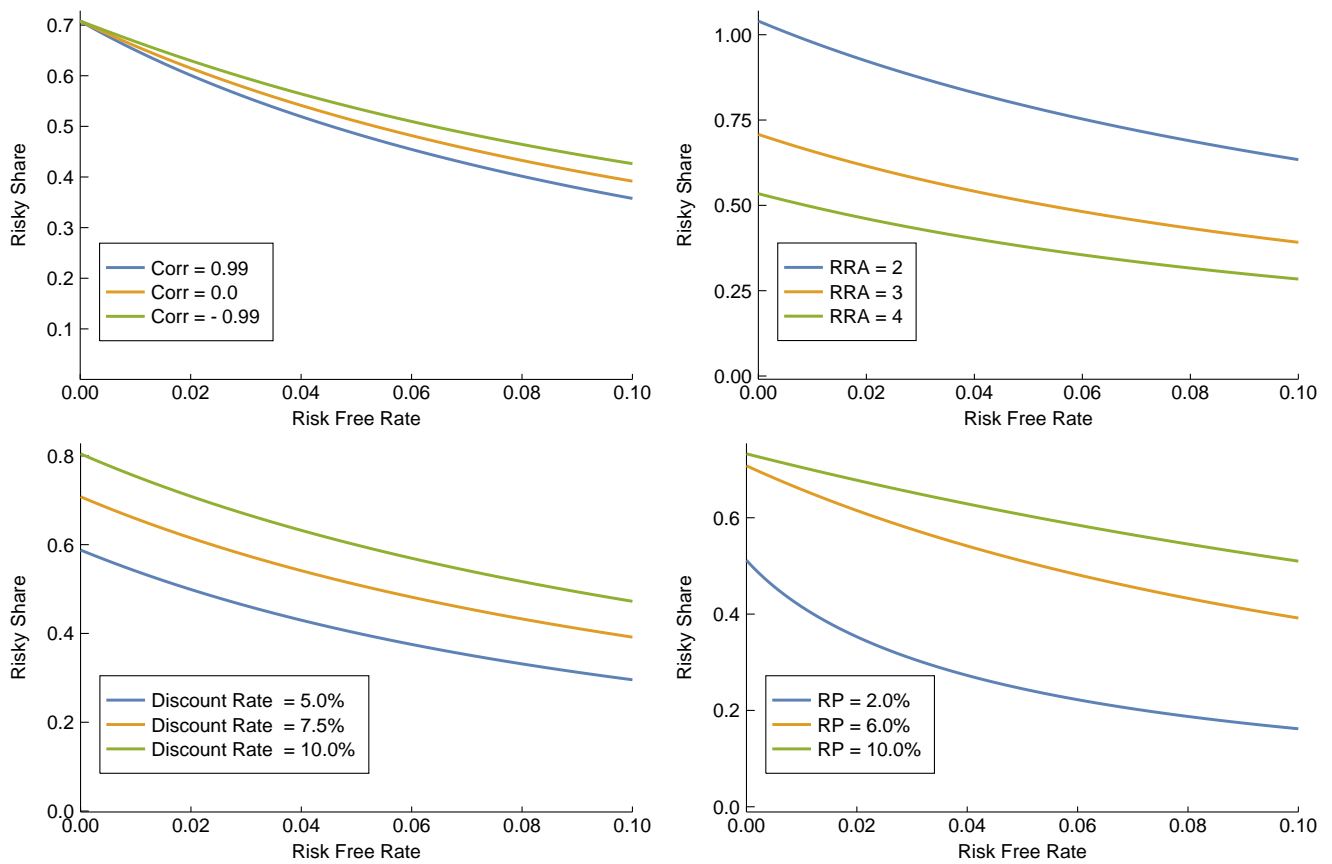 0.7
0.6
0.5
0.4
0.3
0.2
0.1
Risky Share
Corr = 0.99
Corr = 0.0
Corr = - 0.99
0.00 0.02 0.04 0.06 0.08 0.10
Risk Free Rate
1.00
0.75
0.50
0.25
0.00
Risky Share
RRA = 2
RRA = 3
RRA = 4
0.00 0.02 0.04 0.06 0.08 0.10
Risk Free Rate
0.8
0.6
0.4
0.2
0.0
Risky Share
Discount Rate = 5.0%
Discount Rate = 7.5%
Discount Rate = 10.0%
0.00 0.02 0.04 0.06 0.08 0.10
Risk Free Rate
0.6
0.4
0.2
0.0
Risky Share
RP = 2.0%
RP = 6.0%
RP = 10.0%
0.00 0.02 0.04 0.06 0.08 0.10
Risk Free Rate